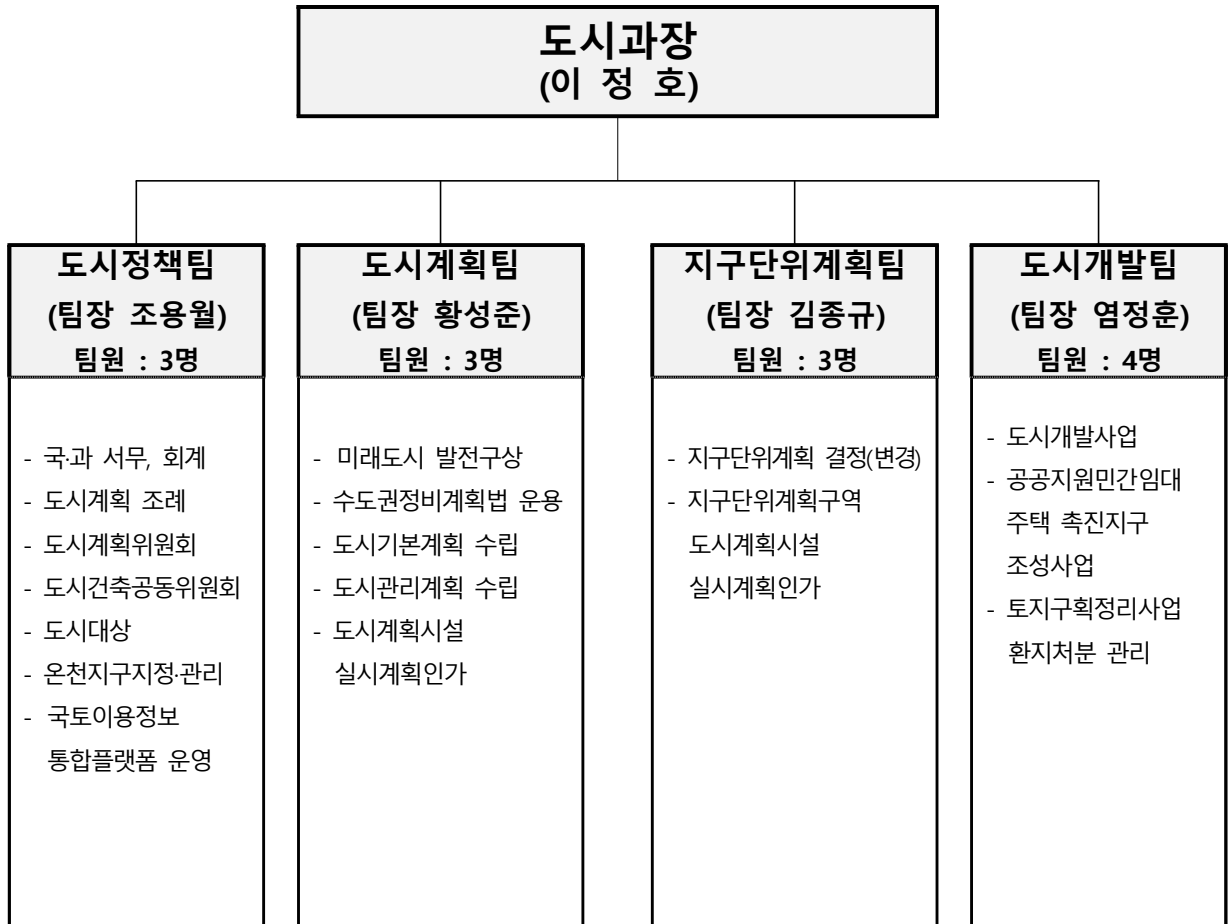 도시과장
(이 정 호)
도시정책팀
(팀장 조용월)
팀원 : 3명
- 국·과 서무, 회계
- 도시계획 조례
- 도시계획위원회
- 도시건축공동위원회
- 도시대상
- 온천지구지정·관리
- 국토이용정보
통합플랫폼 운영
도시계획팀
(팀장 황성준)
팀원 : 3명
- 미래도시 발전구상
- 수도권정비계획법 운용
- 도시기본계획 수립
- 도시관리계획 수립
- 도시계획시설
실시계획인가
지구단위계획팀
(팀장 김종규)
팀원 : 3명
- 지구단위계획 결정(변경)
- 지구단위계획구역
도시계획시설
실시계획인가
도시개발팀
(팀장 염정훈)
팀원 : 4명
- 도시개발사업
- 공공지원민간임대
주택 촉진지구
조성사업
- 토지구획정리사업
환지처분 관리